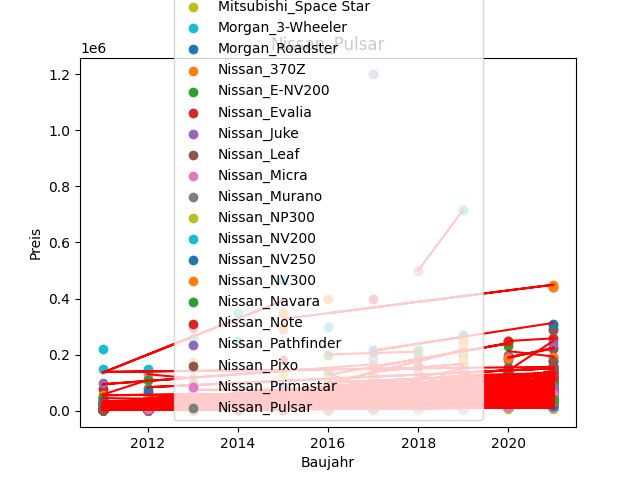 Mitsubishi_Space Star
Morgan_3-Wheeler
Nissan_Pulsar
Morgan_Roadster
1e6
Nissan_370Z
1.2
Nissan_E-NV200
Nissan_Evalia
1.0
Nissan_Juke
Nissan_Leaf
0.8
Nissan_Micra
Nissan_Murano
Nissan_NP300
0.6
Nissan_NV200
Preis
Nissan_NV250
Nissan_NV300
0.4
Nissan_Navara
Nissan_Note
Nissan_Pathfinder
0.2
Nissan_Pixo
Nissan_Primastar
Nissan_Pulsar
0.0
2012 2014 2016 2018 2020
Baujahr